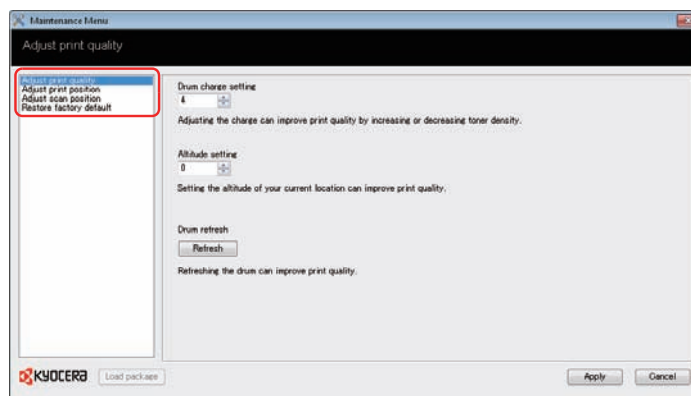 Maintenance Menu
Adjust print quality
Adjust print quality
Adjust print position
Adjust scan position
Restore factory default
Drum charge setting
4
Adjusting the charge can improve print quality by increasing or decreasing toner density.
Altitude setting
0
Setting the altitude of your current location can improve print quality.
Drum refresh
Refresh
Refreshing the drum can improve print quality.
KYOCERA Load package Apply Cancel